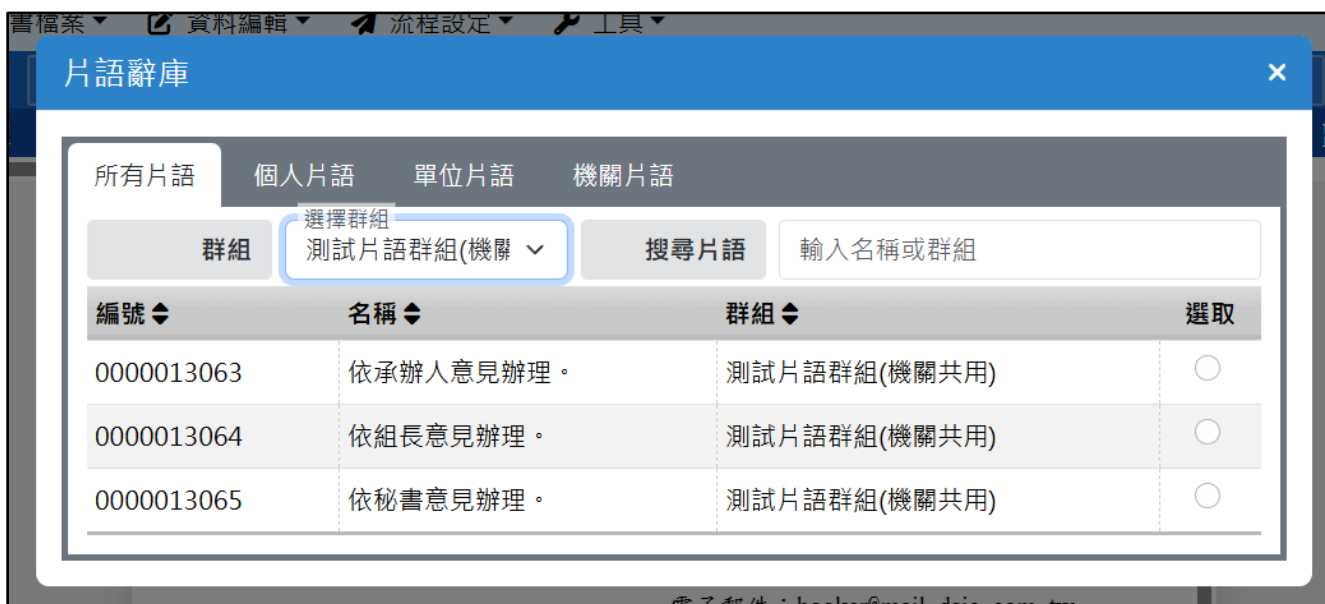 書檔案 資料編輯 流程設定 工具
片語辭庫 ×
所有片語 個人片語 單位片語 機關片語
選擇群組
群組 測試片語群組(機關 搜尋片語 輸入名稱或群組
編號 名稱 群組 選取
0000013063 依承辦人意見辦理。 測試片語群組(機關共用)
0000013064 依組長意見辦理。 測試片語群組(機關共用)
0000013065 依秘書意見辦理。 測試片語群組(機關共用)